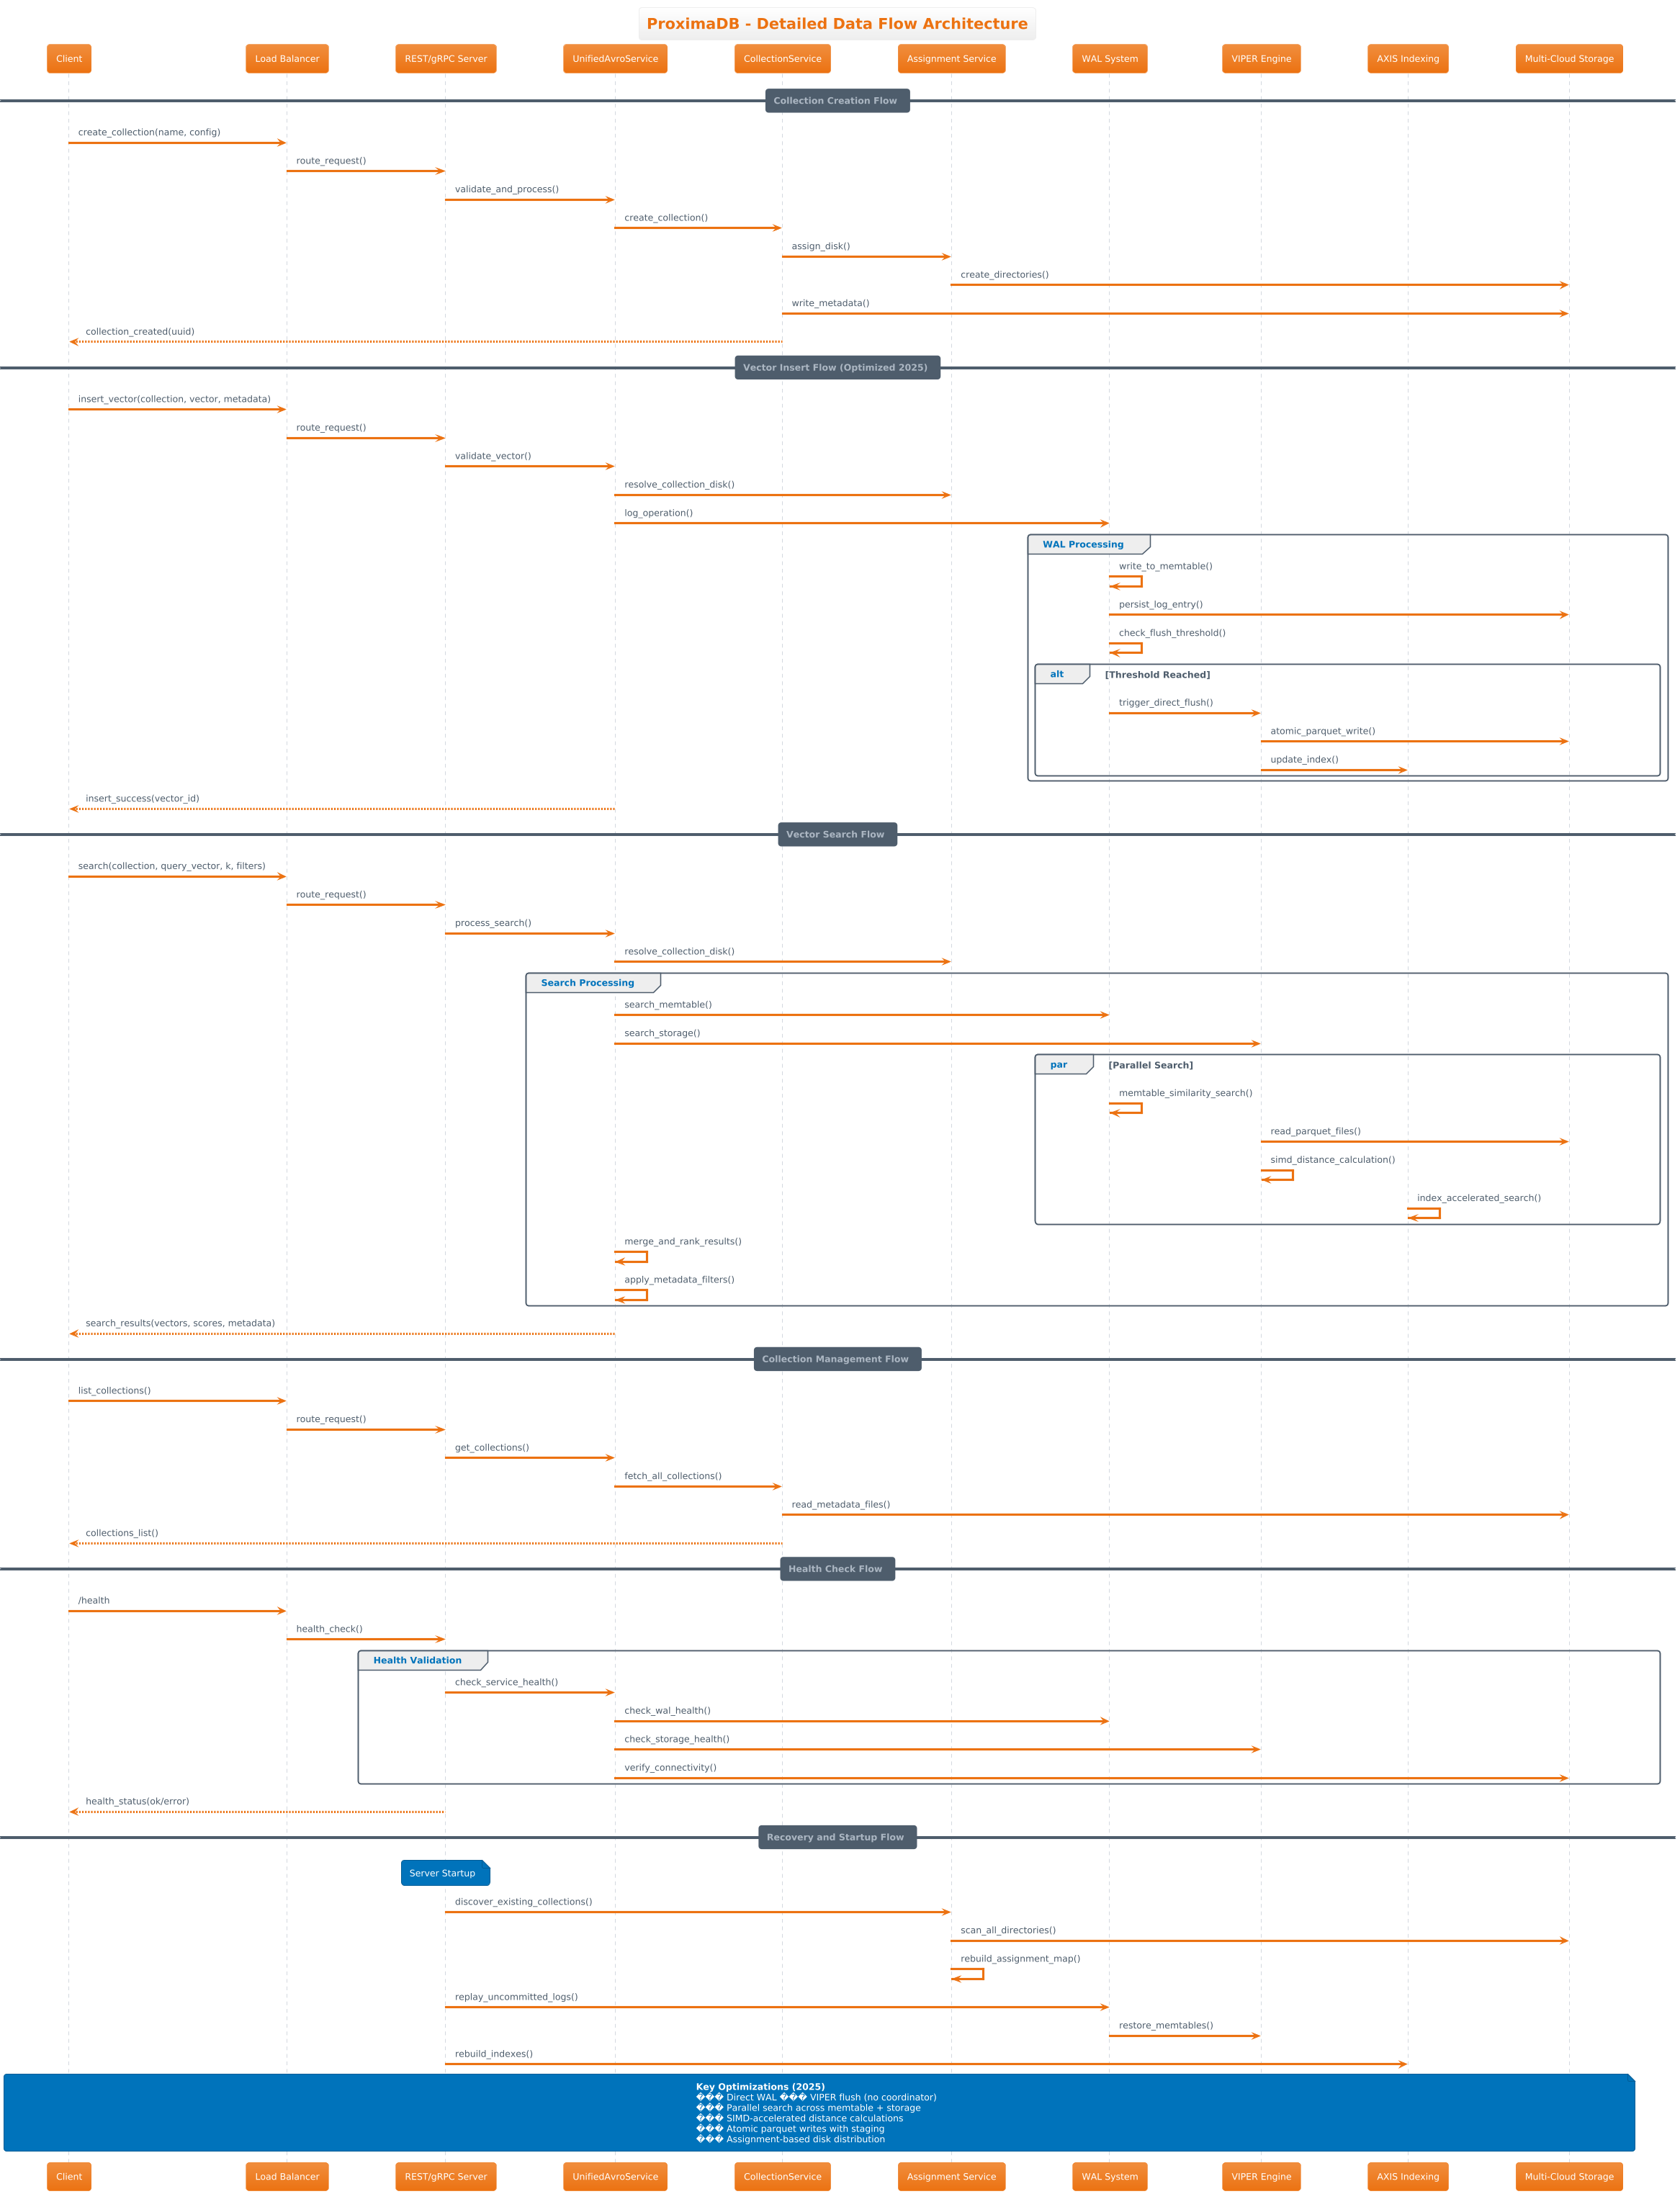 ProximaDB - Detailed Data Flow Architecture
Client
Load Balancer
REST/gRPC Server
UnifiedAvroService
CollectionService
Assignment Service
WAL System
VIPER Engine
AXIS Indexing
Multi-Cloud Storage
Collection Creation Flow
create_collection(name, config)
route_request()
validate_and_process()
create_collection()
assign_disk()
create_directories()
write_metadata()
collection_created(uuid)
Vector Insert Flow (Optimized 2025)
insert_vector(collection, vector, metadata)
route_request()
validate_vector()
resolve_collection_disk()
log_operation()
WAL Processing
write_to_memtable()
persist_log_entry()
check_flush_threshold()
alt [Threshold Reached]
trigger_direct_flush()
atomic_parquet_write()
update_index()
insert_success(vector_id)
Vector Search Flow
search(collection, query_vector, k, filters)
route_request()
process_search()
resolve_collection_disk()
Search Processing
search_memtable()
search_storage()
par [Parallel Search]
memtable_similarity_search()
read_parquet_files()
simd_distance_calculation()
index_accelerated_search()
merge_and_rank_results()
apply_metadata_filters()
search_results(vectors, scores, metadata)
Collection Management Flow
list_collections()
route_request()
get_collections()
fetch_all_collections()
read_metadata_files()
collections_list()
Health Check Flow
/health
health_check()
Health Validation
check_service_health()
check_wal_health()
check_storage_health()
verify_connectivity()
health_status(ok/error)
Recovery and Startup Flow
Server Startup
discover_existing_collections()
scan_all_directories()
rebuild_assignment_map()
replay_uncommitted_logs()
restore_memtables()
rebuild_indexes()
Key Optimizations (2025)
��� Direct WAL ��� VIPER flush (no coordinator)
��� Parallel search across memtable + storage
��� SIMD-accelerated distance calculations
��� Atomic parquet writes with staging
��� Assignment-based disk distribution
Client
Load Balancer
REST/gRPC Server
UnifiedAvroService
CollectionService
Assignment Service
WAL System
VIPER Engine
AXIS Indexing
Multi-Cloud Storage